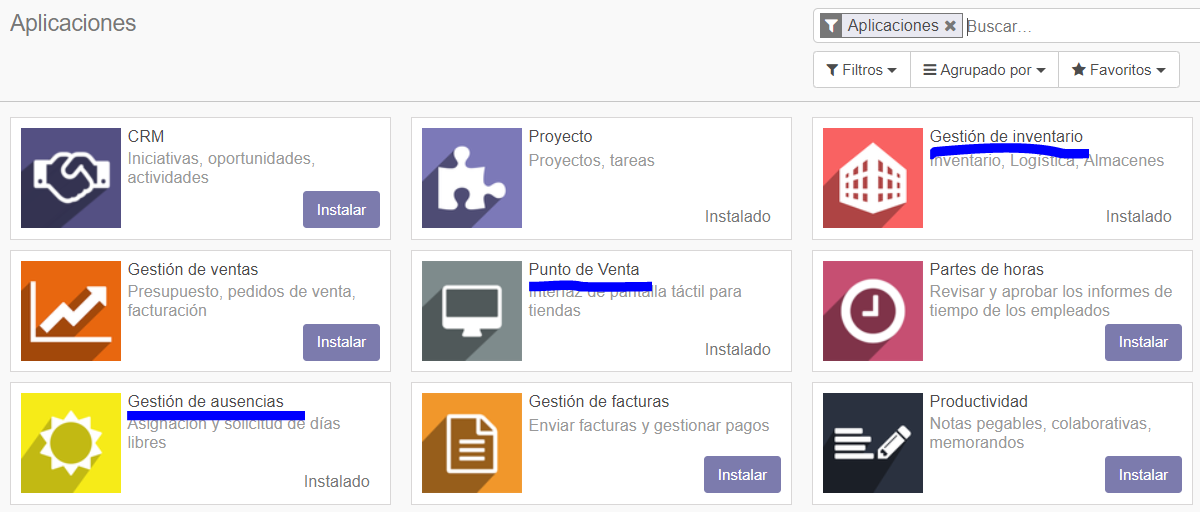 Aplicaciones
Aplicaciones ✖ Buscar...
Filtros
Agrupado por
Favoritos
CRM
Iniciativas, oportunidades,
actividades
Instalar
Proyecto
Proyectos, tareas
Instalado
Gestión de inventario
Inventario, Logística, Almacenes
Instalado
Gestión de ventas
Presupuesto, pedidos de venta,
facturación
Instalar
Punto de Venta
Interfaz de pantalla táctil para
tiendas
Instalado
Partes de horas
Revisar y aprobar los informes de
tiempo de los empleados
Instalar
Gestión de ausencias
Asignación y solicitud de días
libres
Instalado
Gestión de facturas
Enviar facturas y gestionar pagos
Instalar
Productividad
Notas pegables, colaborativas,
memorandos
Instalar